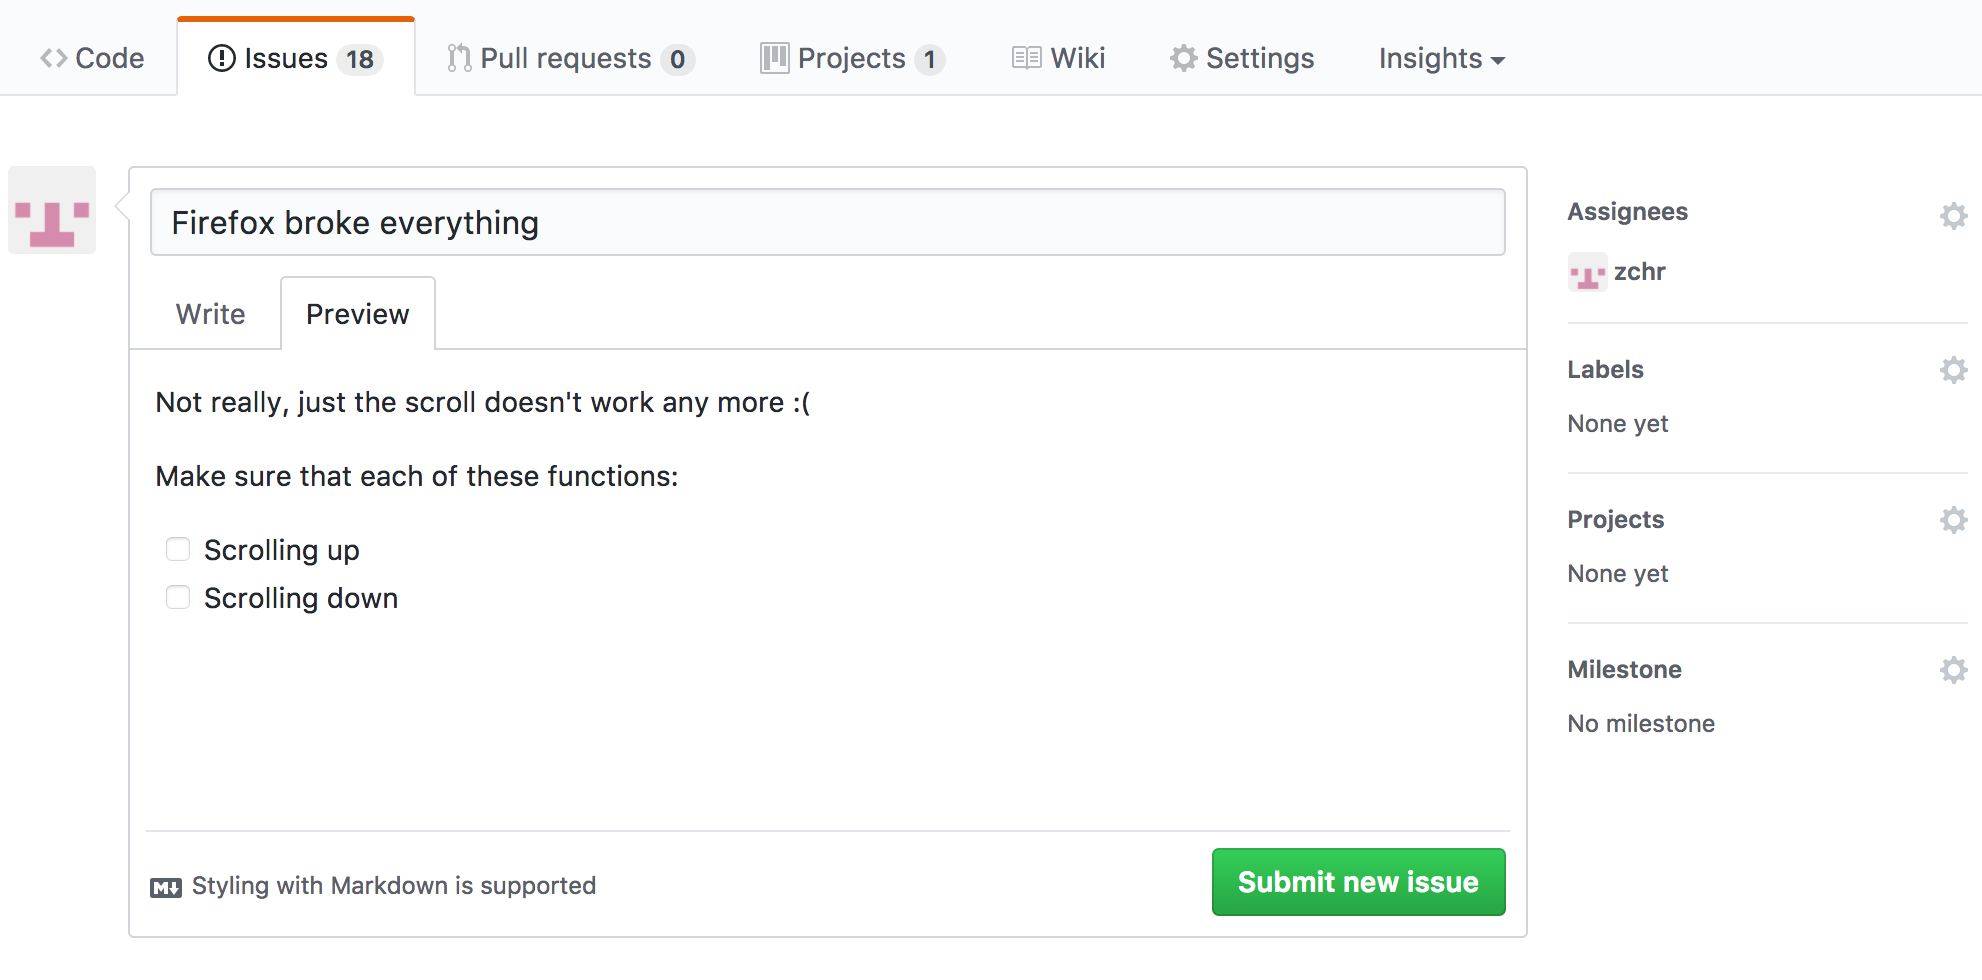 Code Issues 18 Pull requests 0 Projects 1 Wiki Settings Insights
Firefox broke everything
Write Preview
Not really, just the scroll doesn't work any more :(
Make sure that each of these functions:
Scrolling up
Scrolling down
M Styling with Markdown is supported
Submit new issue
Assignees
zchr
Labels
None yet
Projects
None yet
Milestone
No milestone